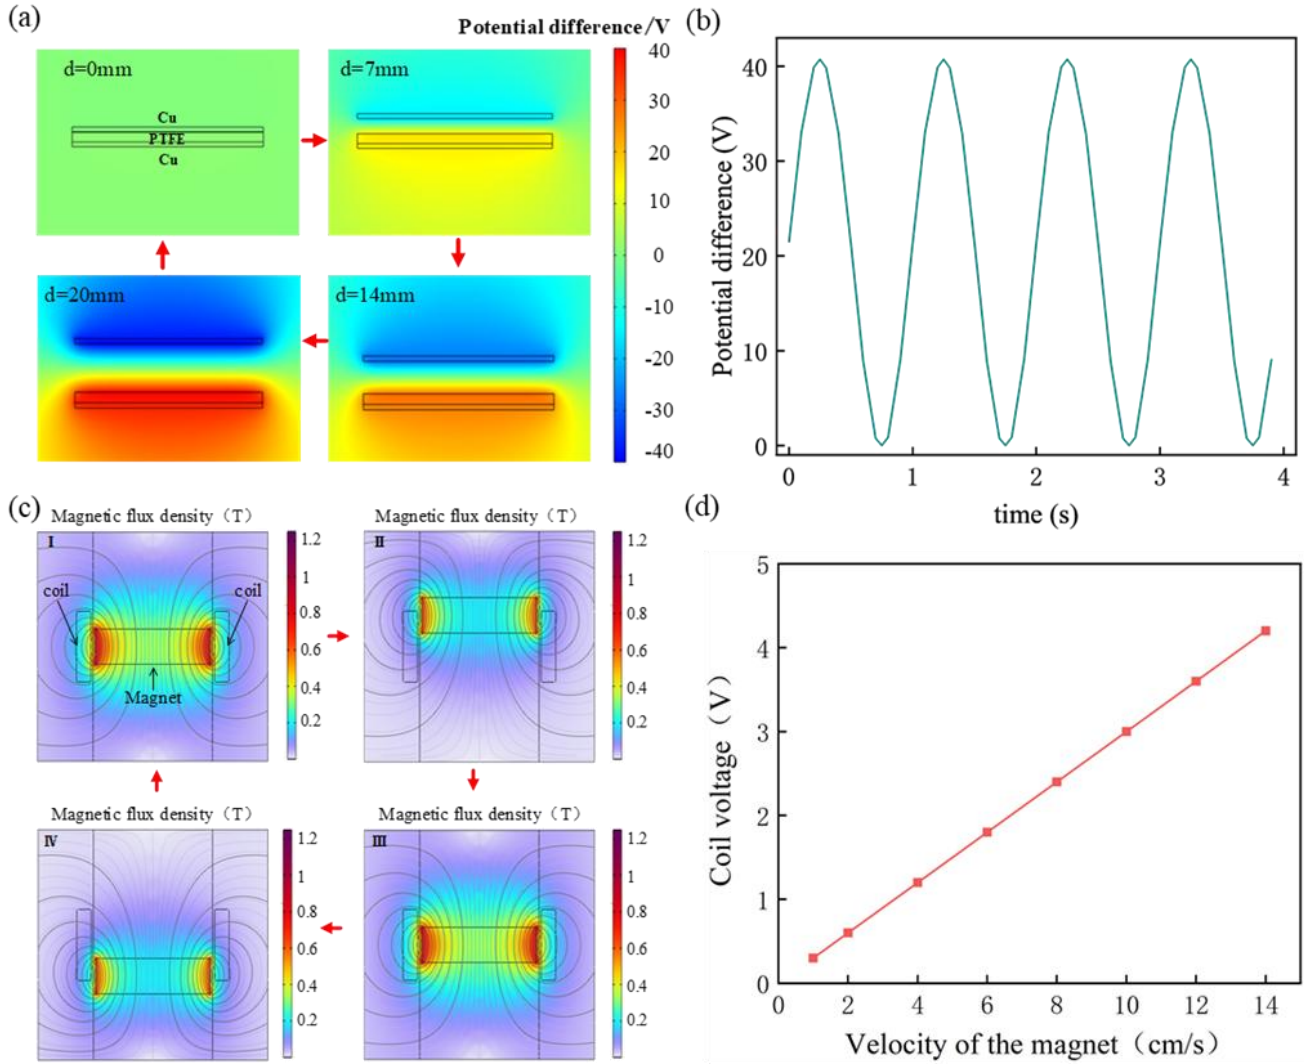 (a)
Potential difference/V
d=0mm
Cu
PTFE
Cu
d=7mm
d=20mm
d=14mm
40
30
20
10
0
-10
-20
-30
-40
(b)
Potential difference (V)
40
30
20
10
0
0 1 2 3 4
time (s)
(c)
Magnetic flux density（T）
I
coil
coil
Magnet
1.2
1
0.8
0.6
0.4
0.2
Magnetic flux density（T）
II
1.2
1
0.8
0.6
0.4
0.2
Magnetic flux density（T）
IV
1.2
1
0.8
0.6
0.4
0.2
Magnetic flux density（T）
III
1.2
1
0.8
0.6
0.4
0.2
(d)
Coil voltage（V）
5
4
3
2
1
0
0 2 4 6 8 10 12 14
Velocity of the magnet（cm/s）